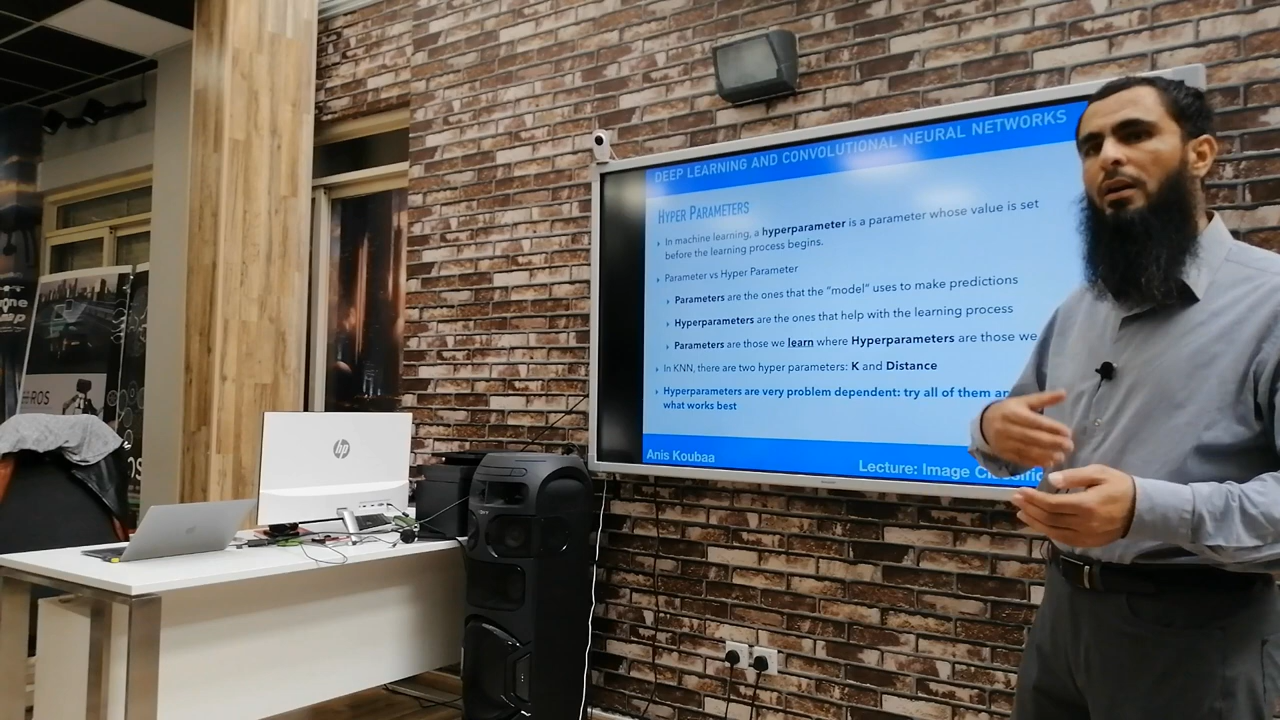 DEEP LEARNING AND CONVOLUTIONAL NEURAL NETWORKS
HYPER PARAMETERS
In machine learning, a hyperparameter is a parameter whose value is set
before the learning process begins.
Parameter vs Hyper Parameter
Parameters are the ones that the "model" uses to make predictions
Hyperparameters are the ones that help with the learning process
Parameters are those we learn where Hyperparameters are those we
In KNN, there are two hyper parameters: K and Distance
Hyperparameters are very problem dependent: try all of them
what works best
Anis Koubaa
Lecture: Image
ROS
hp